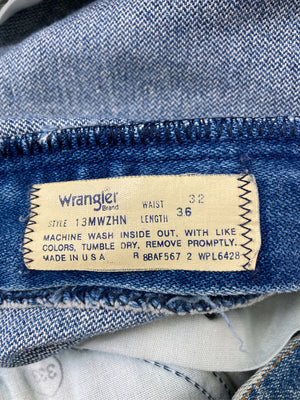 Wrangler
Brand
WAIST 32
STYLE 13MWZHN LENGTH 36
MACHINE WASH INSIDE OUT, WITH LIKE
COLORS, TUMBLE DRY, REMOVE PROMPTLY.
MADE IN U S A R 8BAF567 2 WPL6428